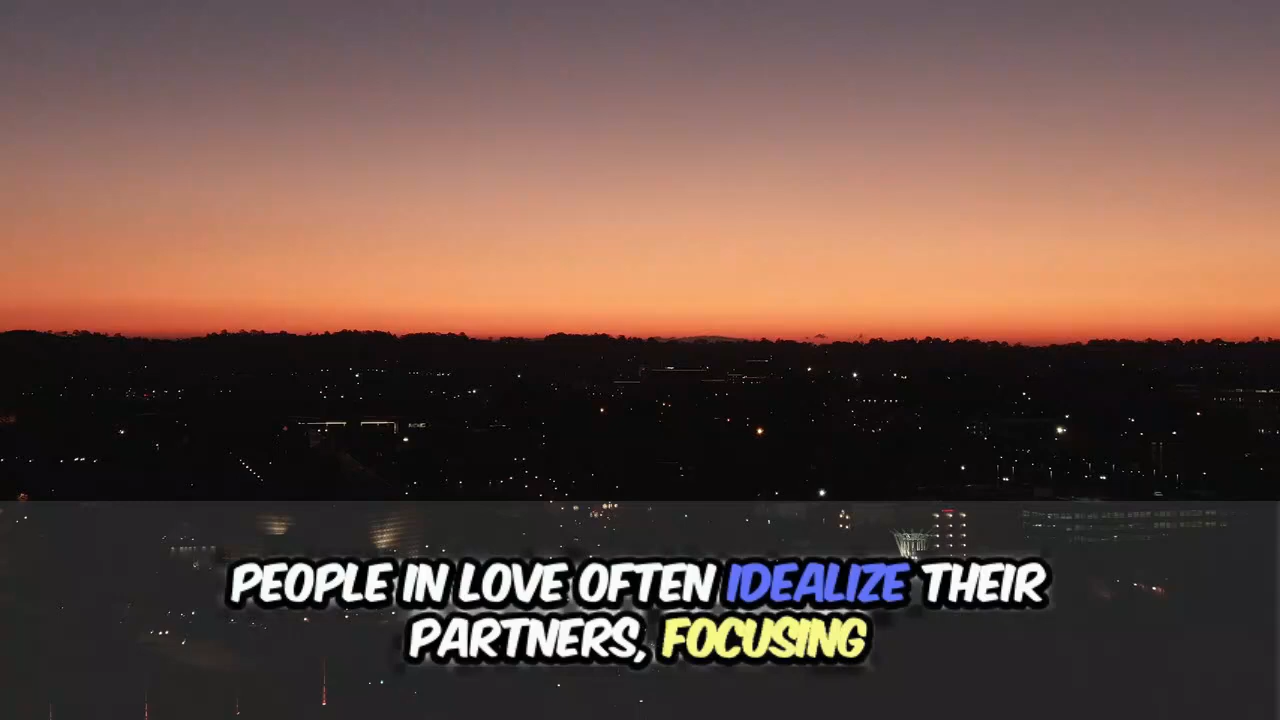 PEOPLE IN LOVE OFTEN IDEALIZE THEIR
PARTNERS, FOCUSING